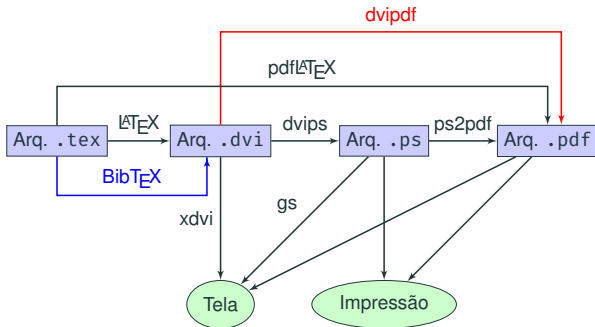 dvipdf
pdfLATEX
LATEX
dvips
ps2pdf
Arq. .tex
Arq. .dvi
Arq. .ps
Arq. .pdf
BibTEX
xdvi
gs
Tela
Impressão